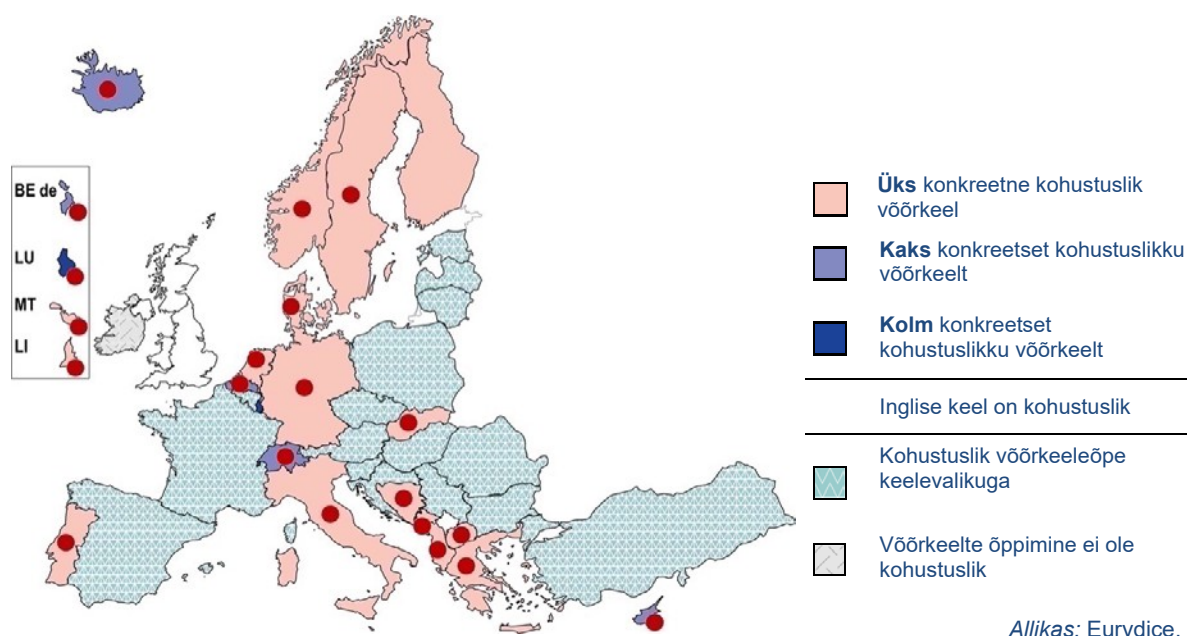 BE de
LU
MT
LI
Üks konkreetne kohustuslik
võõrkeel
Kaks konkreetset kohustuslikku
võõrkeelt
Kolm konkreetset
kohustuslikku võõrkeelt
Inglise keel on kohustuslik
Kohustuslik võõrkeeleõpe
keelevalikuga
Võõrkeelte õppimine ei ole
kohustuslik
Allikas: Eurydice.